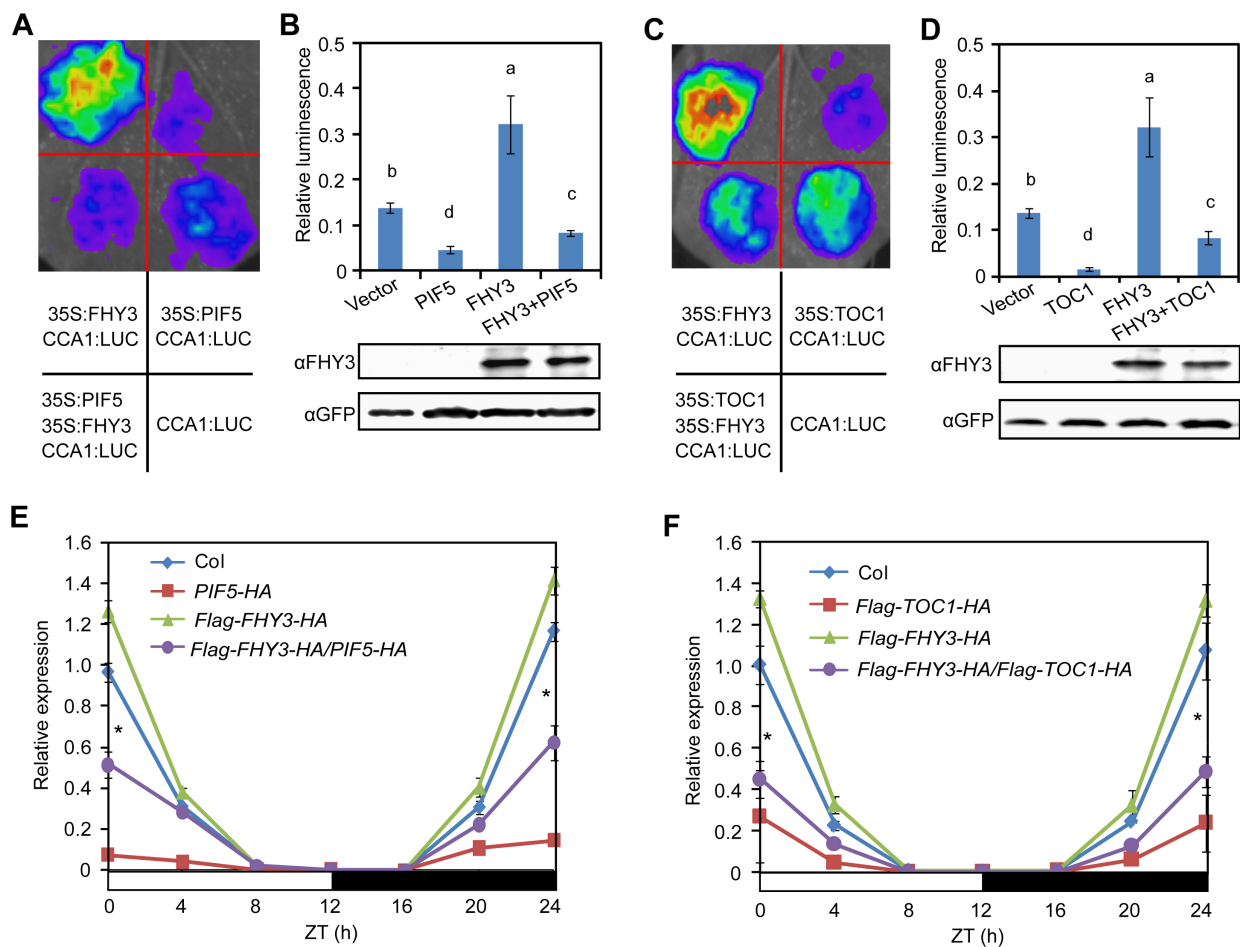 A
35S:FHY3
CCA1:LUC
35S:PIF5
CCA1:LUC
35S:PIF5
35S:FHY3
CCA1:LUC
CCA1:LUC
B
Relative luminescence
0.5
0.4
0.3
0.2
0.1
0
b
d
a
c
Vector
PIF5
FHY3
FHY3+PIF5
αFHY3
αGFP
C
35S:FHY3
CCA1:LUC
35S:TOC1
CCA1:LUC
35S:TOC1
35S:FHY3
CCA1:LUC
CCA1:LUC
D
Relative luminescence
0.5
0.4
0.3
0.2
0.1
0
b
d
a
c
Vector
TOC1
FHY3
FHY3+TOC1
αFHY3
αGFP
E
Relative expression
1.6
1.4
1.2
1.0
0.8
0.6
0.4
0.2
0
Col
PIF5-HA
Flag-FHY3-HA
Flag-FHY3-HA/PIF5-HA
*
*
0 4 8 12 16 20 24
ZT (h)
F
Relative expression
1.6
1.4
1.2
1.0
0.8
0.6
0.4
0.2
0
Col
Flag-TOC1-HA
Flag-FHY3-HA
Flag-FHY3-HA/Flag-TOC1-HA
*
*
0 4 8 12 16 20 24
ZT (h)